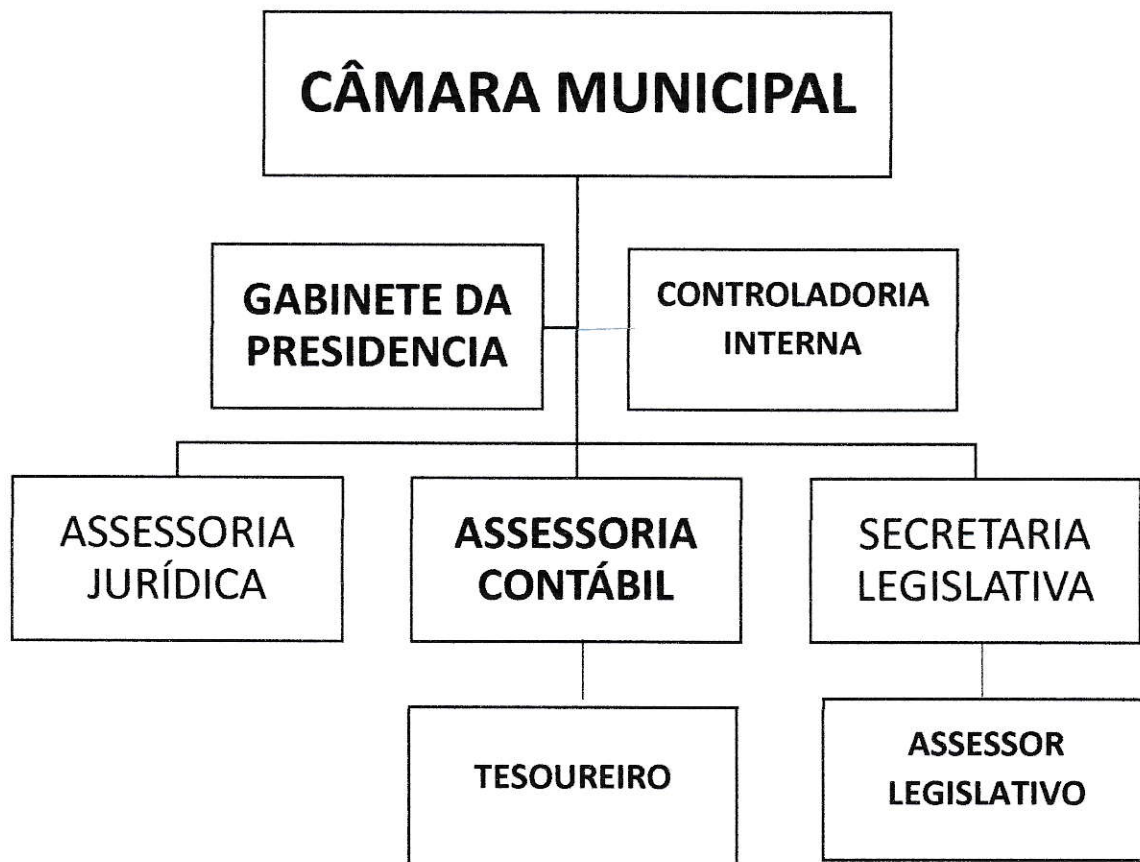 CÂMARA MUNICIPAL
GABINETE DA
PRESIDENCIA
CONTROLADORIA
INTERNA
ASSESSORIA
JURÍDICA
ASSESSORIA
CONTÁBIL
SECRETARIA
LEGISLATIVA
TESOUREIRO
ASSESSOR
LEGISLATIVO